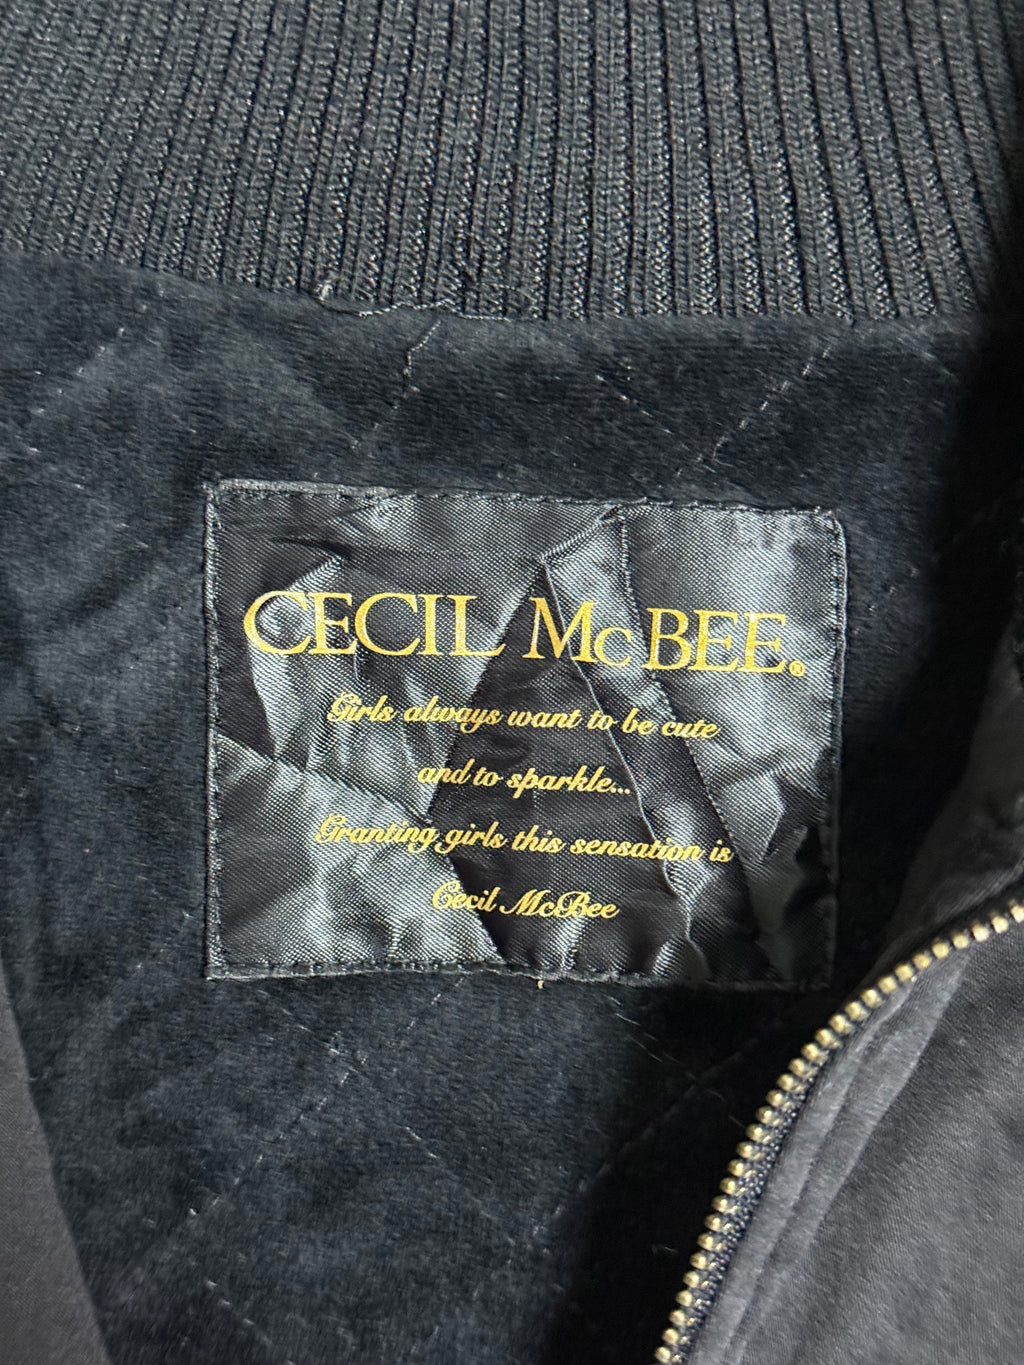 CECIL McBEE®
Girls always want to be cute
and to sparkle...
Granting girls this sensation is
Cecil McBee